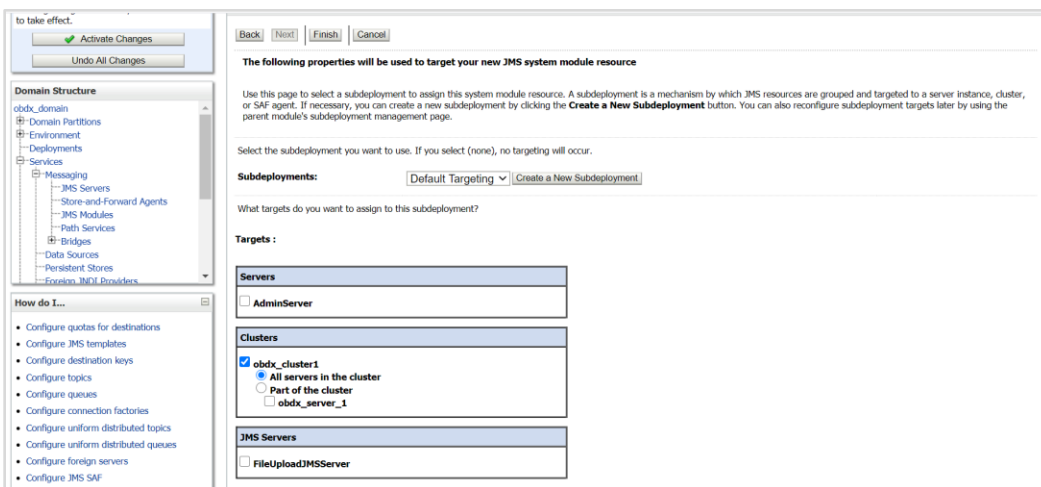 to take effect.
Activate Changes
Undo All Changes
Domain Structure
obdx_domain
Domain Partitions
Environment
Deployments
Services
Messaging
JMS Servers
Store-and-Forward Agents
JMS Modules
Path Services
Bridges
Data Sources
Persistent Stores
Foreign JNDI Providers
How do I...
Configure quotas for destinations
Configure JMS templates
Configure destination keys
Configure topics
Configure queues
Configure connection factories
Configure uniform distributed topics
Configure uniform distributed queues
Configure foreign servers
Configure JMS SAF
Back Next Finish Cancel
The following properties will be used to target your new JMS system module resource
Use this page to select a subdeployment to assign this system module resource. A subdeployment is a mechanism by which JMS resources are grouped and targeted to a server instance, cluster,
or SAF agent. If necessary, you can create a new subdeployment by clicking the Create a New Subdeployment button. You can also reconfigure subdeployment targets later by using the
parent module's subdeployment management page.
Select the subdeployment you want to use. If you select (none), no targeting will occur.
Subdeployments: Default Targeting Create a New Subdeployment
What targets do you want to assign to this subdeployment?
Targets :
Servers
AdminServer
Clusters
obdx_cluster1
All servers in the cluster
Part of the cluster
obdx_server_1
JMS Servers
FileUploadJMSServer